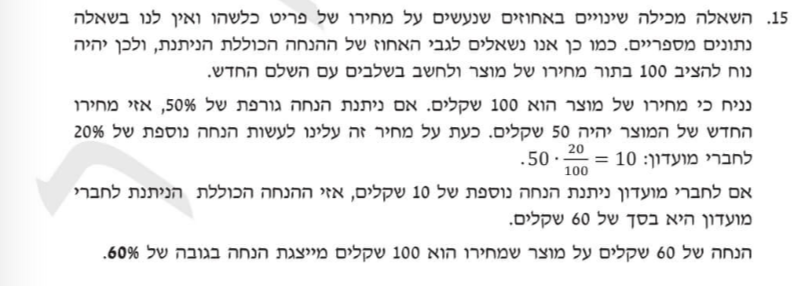 15. השאלה מכילה שינויים באחוזים שנעשים על מחירו של פריט כלשהו ואין לנו בשאלה
נתונים מספריים. כמו כן אנו נשאלים לגבי האחוז של ההנחה הכוללת הניתנת, ולכן יהיה
נוח להציב 100 בתור מחירו של מוצר ולחשב בשלבים עם השלם החדש.
נניח כי מחירו של מוצר הוא 100 שקלים. אם ניתנת הנחה גורפת של 50%, אזי מחירו
החדש של המוצר יהיה 50 שקלים. כעת על מחיר זה עלינו לעשות הנחה נוספת של 20%
לחברי מועדון: 50 · 20/100 = 10.
אם לחברי מועדון ניתנת הנחה נוספת של 10 שקלים, אזי ההנחה הכוללת הניתנת לחברי
מועדון היא בסך של 60 שקלים.
הנחה של 60 שקלים על מוצר שמחירו הוא 100 שקלים מייצגת הנחה בגובה של 60%.